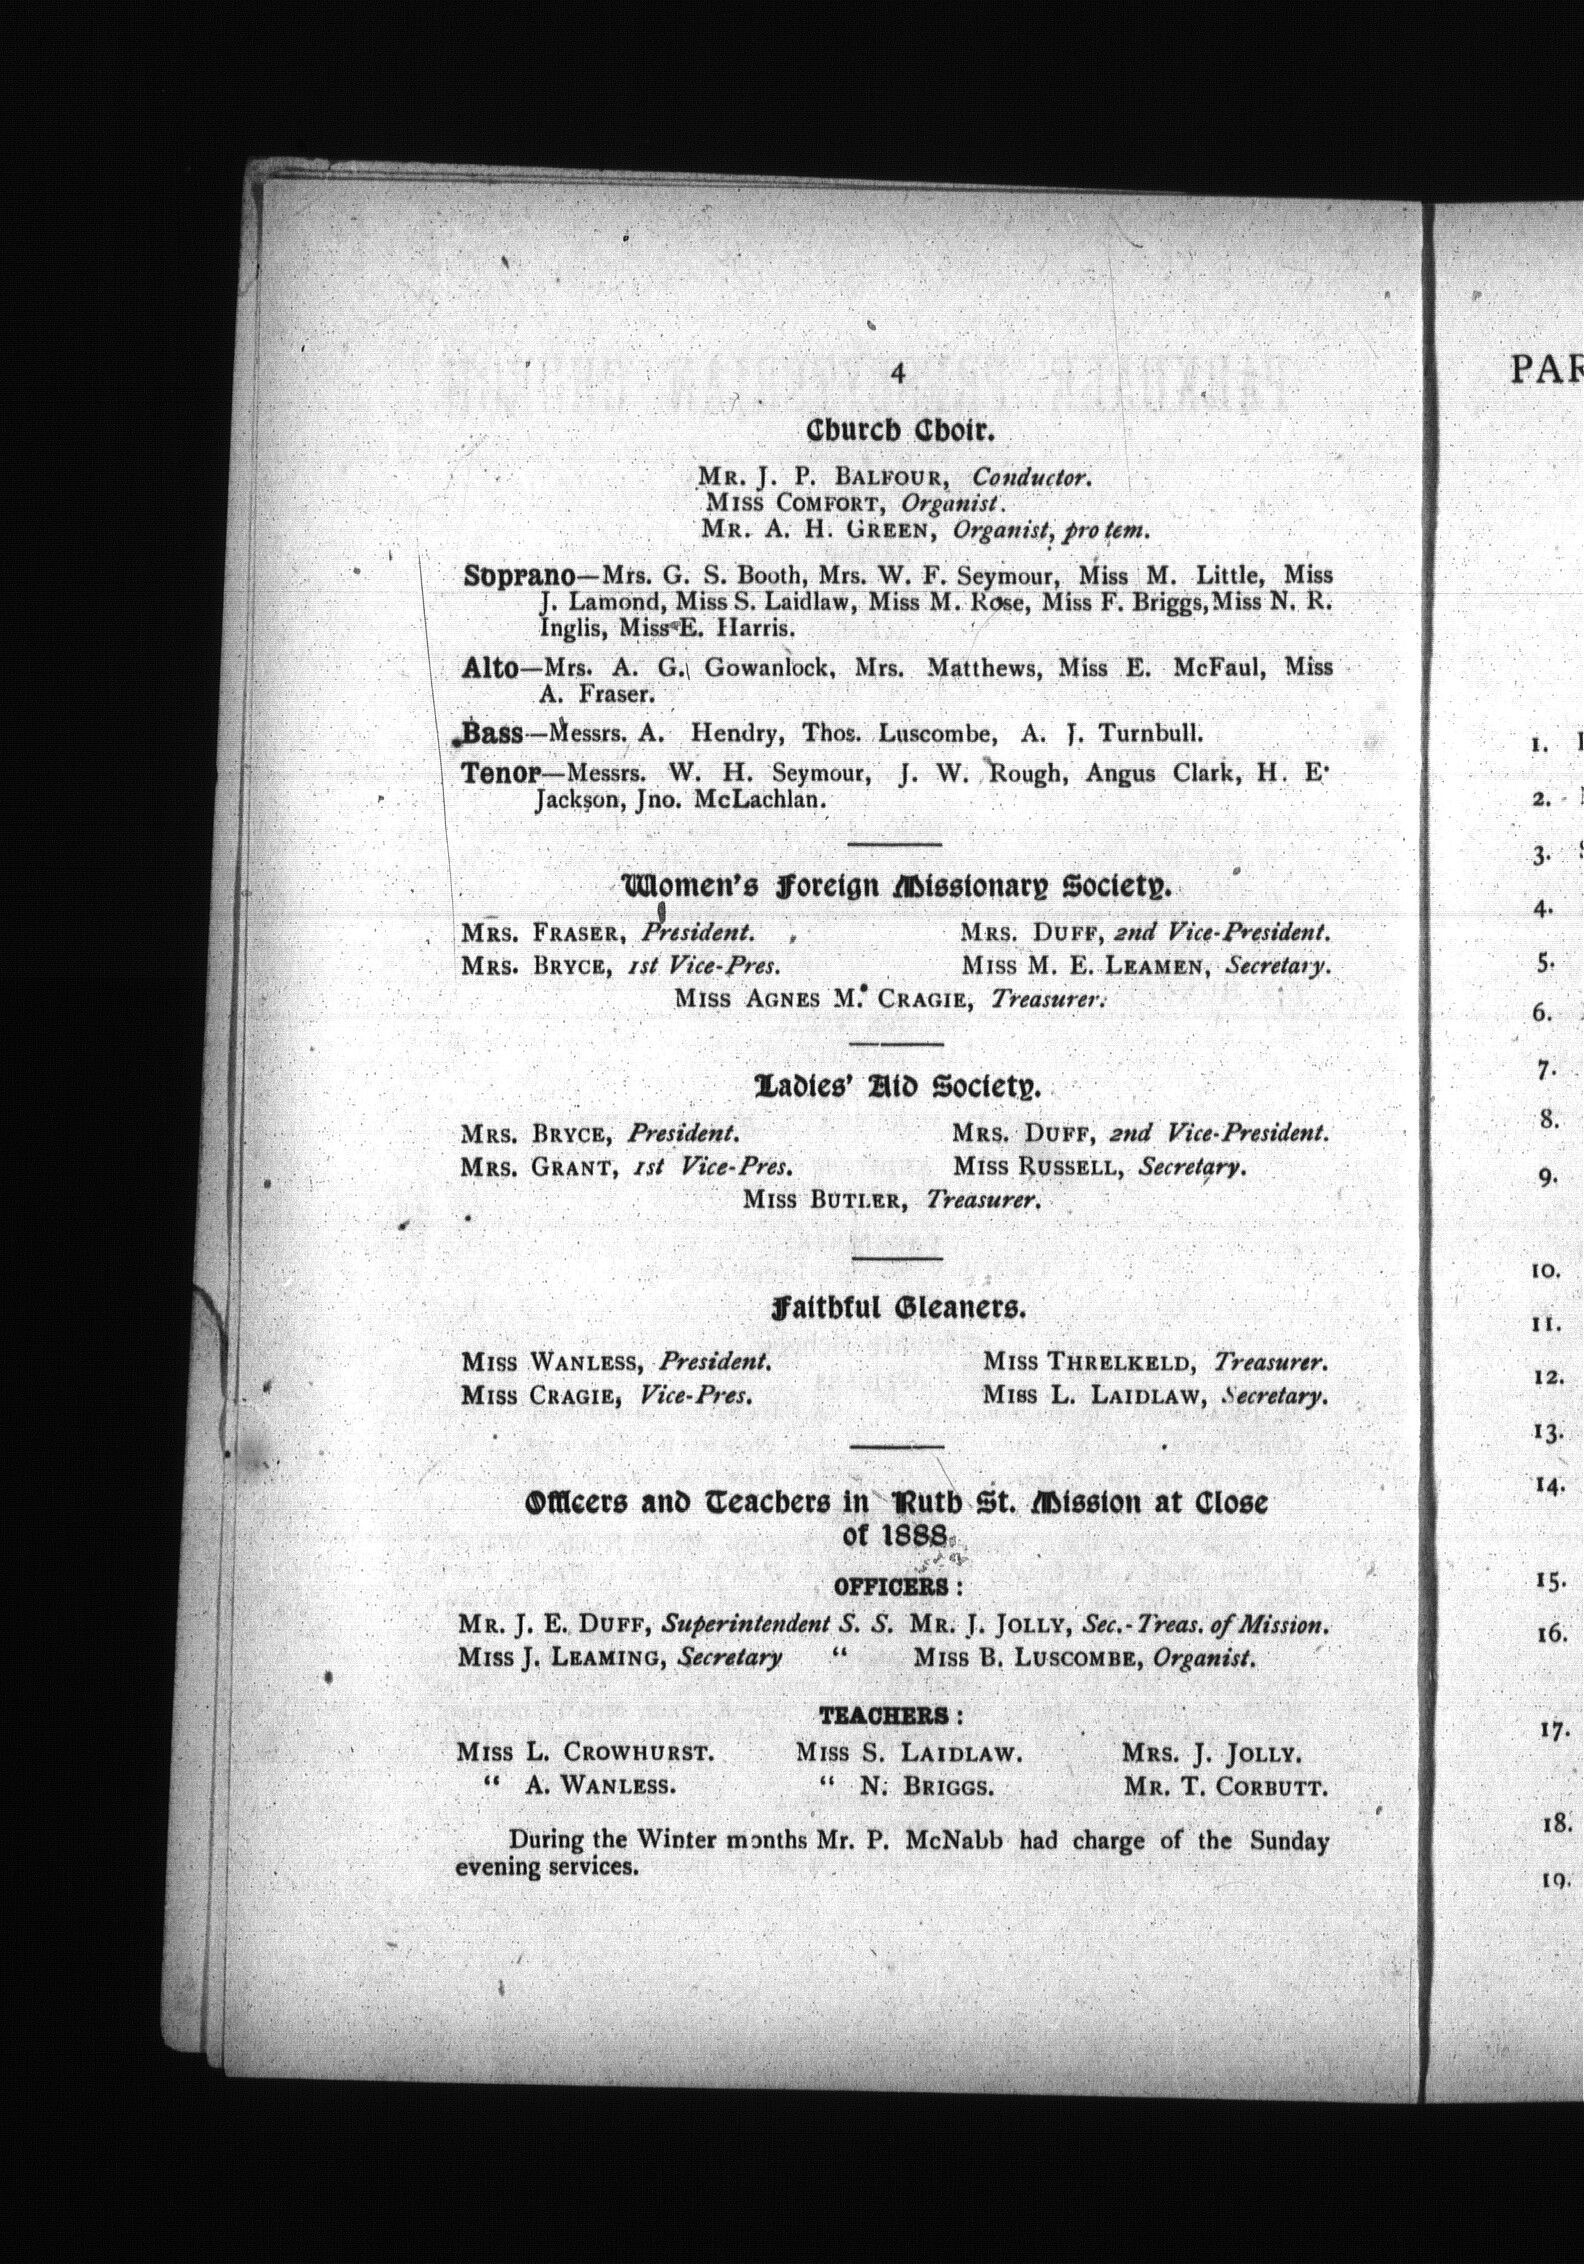 4
Church Choir.
MR. J. P. BALFOUR, Conductor.
MISS COMFORT, Organist.
MR. A. H. GREEN, Organist, pro tem.
Soprano—Mrs. G. S. Booth, Mrs. W. F. Seymour, Miss M. Little, Miss
J. Lamond, Miss S. Laidlaw, Miss M. Rose, Miss F. Briggs, Miss N. R.
Inglis, Miss E. Harris.
Alto—Mrs. A. G. Gowanlock, Mrs. Matthews, Miss E. McFaul, Miss
A. Fraser.
Bass—Messrs. A. Hendry, Thos. Luscombe, A. J. Turnbull.
Tenor—Messrs. W. H. Seymour, J. W. Rough, Angus Clark, H. E.
Jackson, Jno. McLachlan.
Women's Foreign Missionary Society.
MRS. FRASER, President. MRS. DUFF, 2nd Vice-President.
MRS. BRYCE, 1st Vice-Pres. MISS M. E. LEAMEN, Secretary.
MISS AGNES M. CRAGIE, Treasurer.
Ladies' Aid Society.
MRS. BRYCE, President. MRS. DUFF, 2nd Vice-President.
MRS. GRANT, 1st Vice-Pres. MISS RUSSELL, Secretary.
MISS BUTLER, Treasurer.
Faithful Gleaners.
MISS WANLESS, President. MISS THRELKELD, Treasurer.
MISS CRAGIE, Vice-Pres. MISS L. LAIDLAW, Secretary.
Officers and Teachers in Ruth St. Mission at Close
of 1888.
OFFICERS:
MR. J. E. DUFF, Superintendent S. S. MR. J. JOLLY, Sec.-Treas. of Mission.
MISS J. LEAMING, Secretary " MISS B. LUSCOMBE, Organist.
TEACHERS:
MISS L. CROWHURST. MISS S. LAIDLAW. MRS. J. JOLLY.
" A. WANLESS. " N. BRIGGS. MR. T. CORBUTT.
During the Winter months Mr. P. McNabb had charge of the Sunday
evening services.
PAR
1.
2.
3.
4.
5.
6.
7.
8.
9.
10.
11.
12.
13.
14.
15.
16.
17.
18.
19.